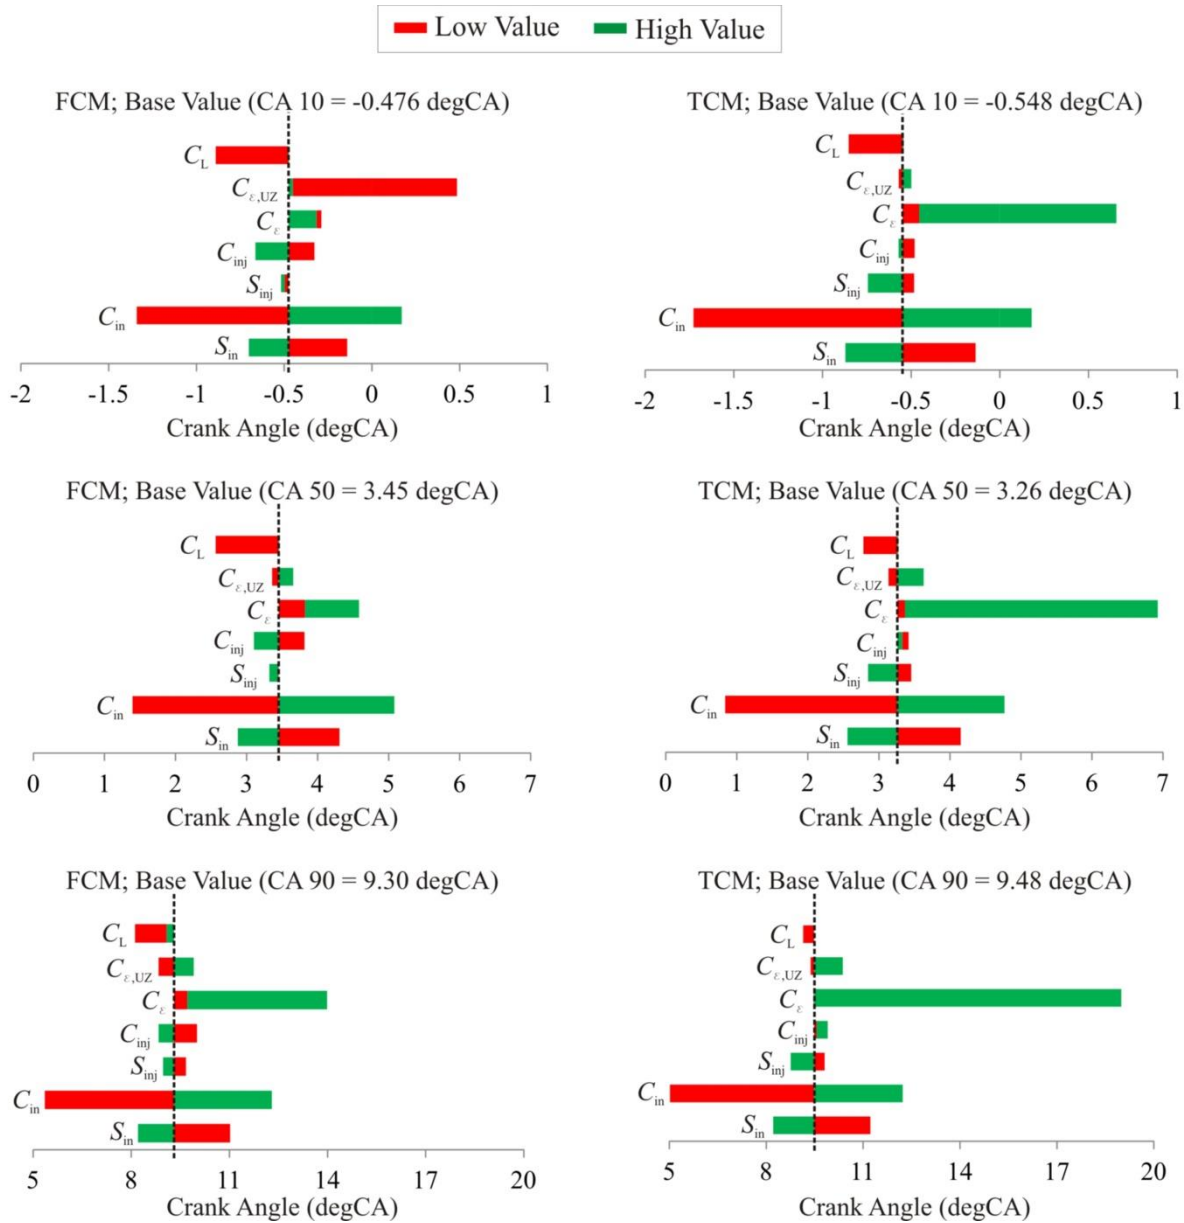 Low Value High Value
FCM; Base Value (CA 10 = -0.476 degCA)
C_L
C_ε,UZ
C_ε
C_inj
S_inj
C_in
S_in
-2 -1.5 -1 -0.5 0 0.5 1
Crank Angle (degCA)
TCM; Base Value (CA 10 = -0.548 degCA)
C_L
C_ε,UZ
C_ε
C_inj
S_inj
C_in
S_in
-2 -1 -0.5 0 0.5 1
Crank Angle (degCA)
FCM; Base Value (CA 50 = 3.45 degCA)
C_L
C_ε,UZ
C_ε
C_inj
S_inj
C_in
S_in
0 1 2 3 4 5 6 7
Crank Angle (degCA)
TCM; Base Value (CA 50 = 3.26 degCA)
C_L
C_ε,UZ
C_ε
C_inj
S_inj
C_in
S_in
0 1 2 3 4 5 6 7
Crank Angle (degCA)
FCM; Base Value (CA 90 = 9.30 degCA)
C_L
C_ε,UZ
C_ε
C_inj
S_inj
C_in
S_in
5 8 11 14 17 20
Crank Angle (degCA)
TCM; Base Value (CA 90 = 9.48 degCA)
C_L
C_ε,UZ
C_ε
C_inj
S_inj
C_in
S_in
5 8 11 14 17 20
Crank Angle (degCA)